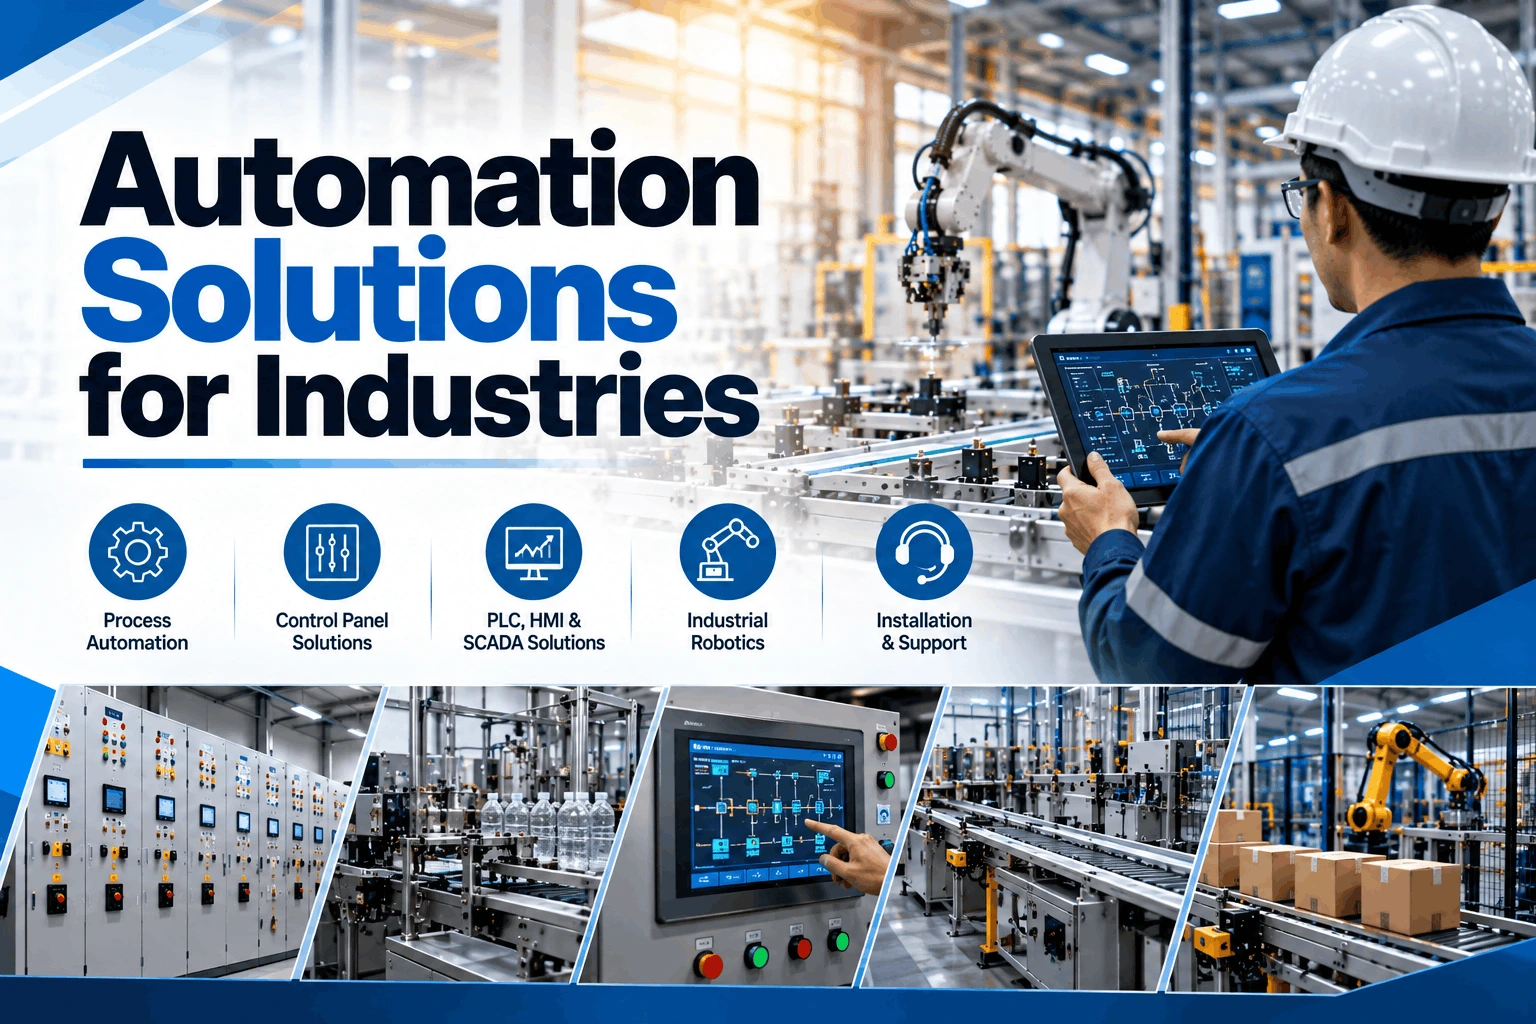 Automation
Solutions
for Industries
Process
Automation
Control Panel
Solutions
PLC, HMI &
SCADA Solutions
Industrial
Robotics
Installation
& Support